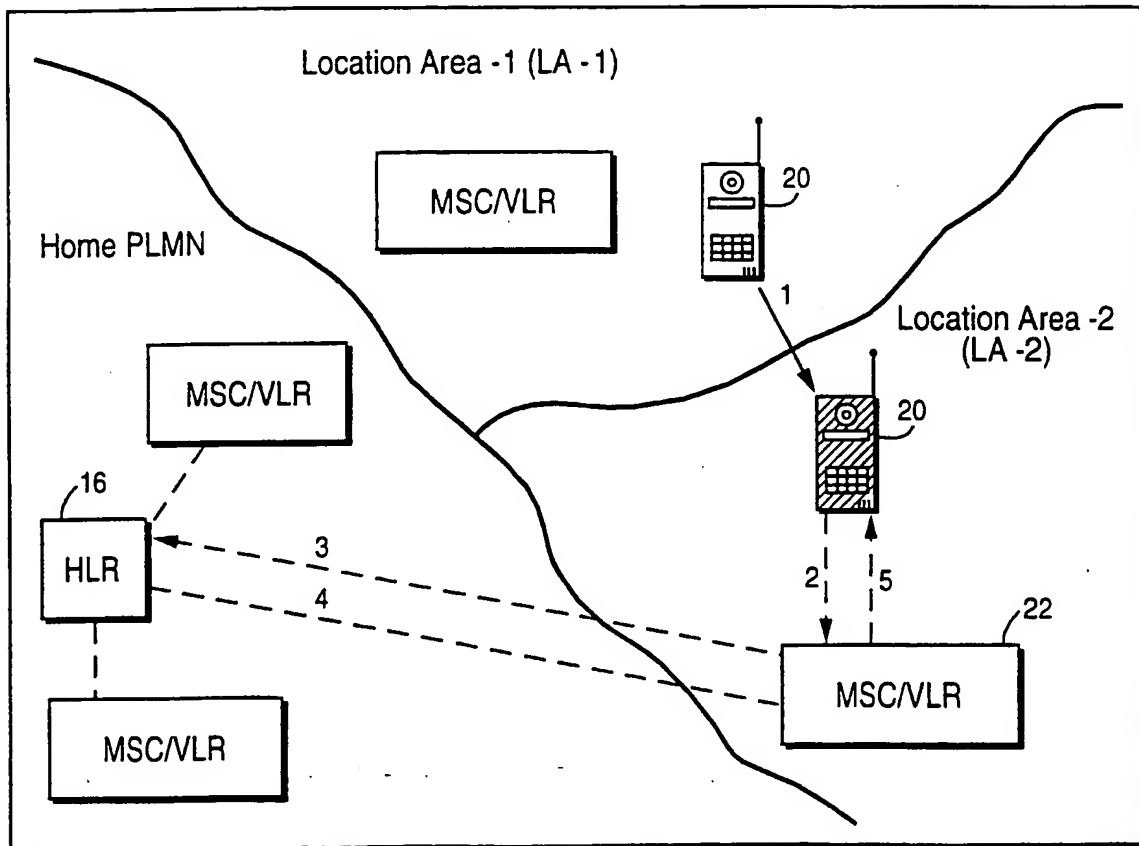 Location Area -1 (LA -1)
MSC/VLR
20
Home PLMN
1
Location Area -2
(LA -2)
MSC/VLR
20
16
HLR
3
4
2
5
22
MSC/VLR
MSC/VLR